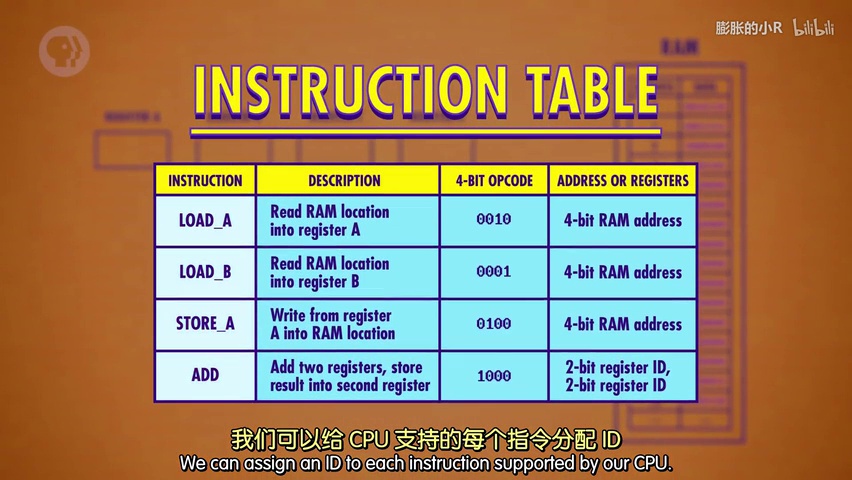 膨胀的小R bilibili
INSTRUCTION TABLE
INSTRUCTION DESCRIPTION 4-BIT OPCODE ADDRESS OR REGISTERS
LOAD_A Read RAM location into register A 0010 4-bit RAM address
LOAD_B Read RAM location into register B 0001 4-bit RAM address
STORE_A Write from register A into RAM location 0100 4-bit RAM address
ADD Add two registers, store result into second register 1000 2-bit register ID, 2-bit register ID
我们可以给 CPU 支持的每个指令分配 ID
We can assign an ID to each instruction supported by our CPU.